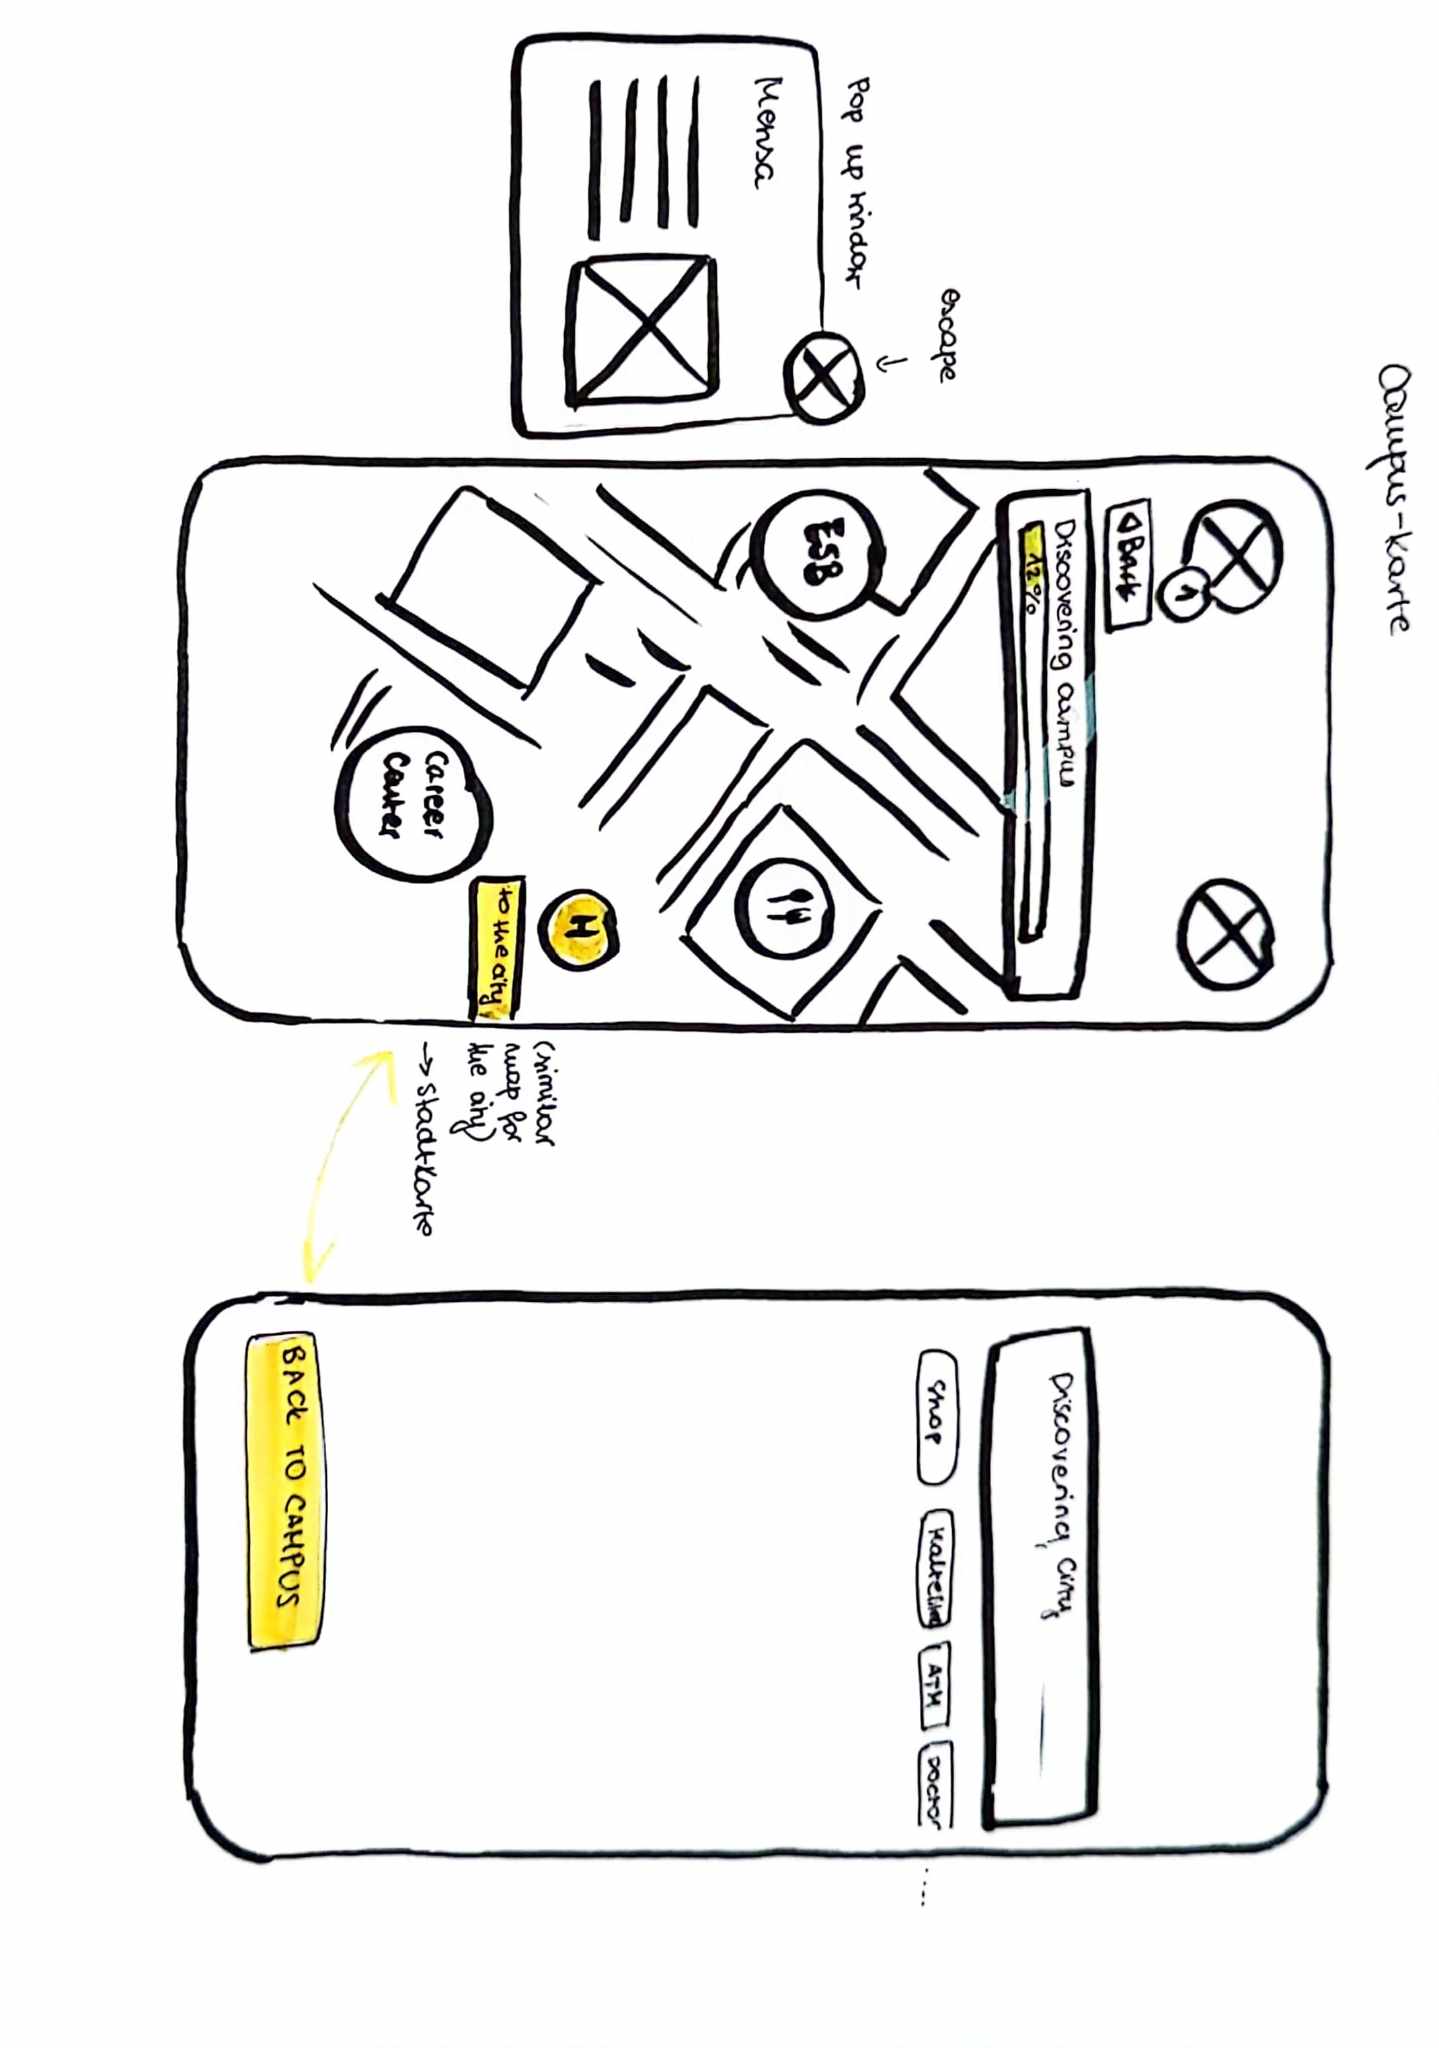 Campus-Karte
1
Back
Discovering campus
12%
escape
Pop up window
Mensa
ESB
H
to the city
Career
Center
(similar
map for
the city)
→ Stadtkarte
Discovering City
Shop
ATM
Doctor
....
BACK TO CAMPUS